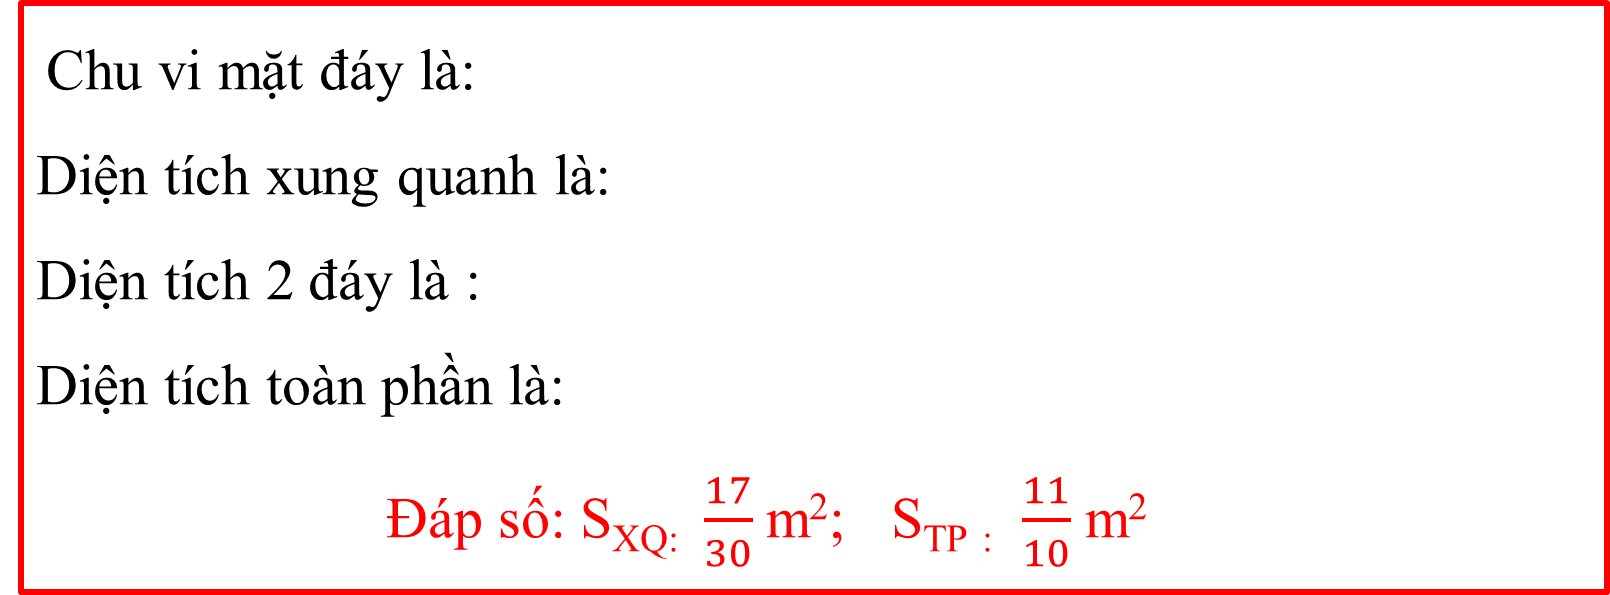 Chu vi mặt đáy là:
Diện tích xung quanh là:
Diện tích 2 đáy là :
Diện tích toàn phần là:
Đáp số: S_XQ: 17/30 m²; S_TP : 11/10 m²